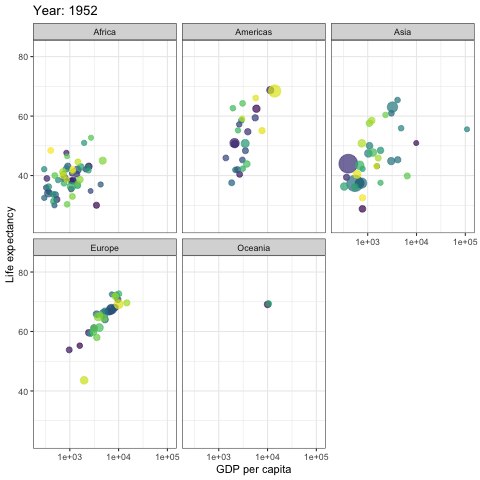 Year: 1952
Africa
Americas
Asia
80
60
40
1e+03 1e+04 1e+05
Life expectancy
Europe
Oceania
80
60
40
1e+03 1e+04 1e+05
1e+03 1e+04 1e+05
GDP per capita